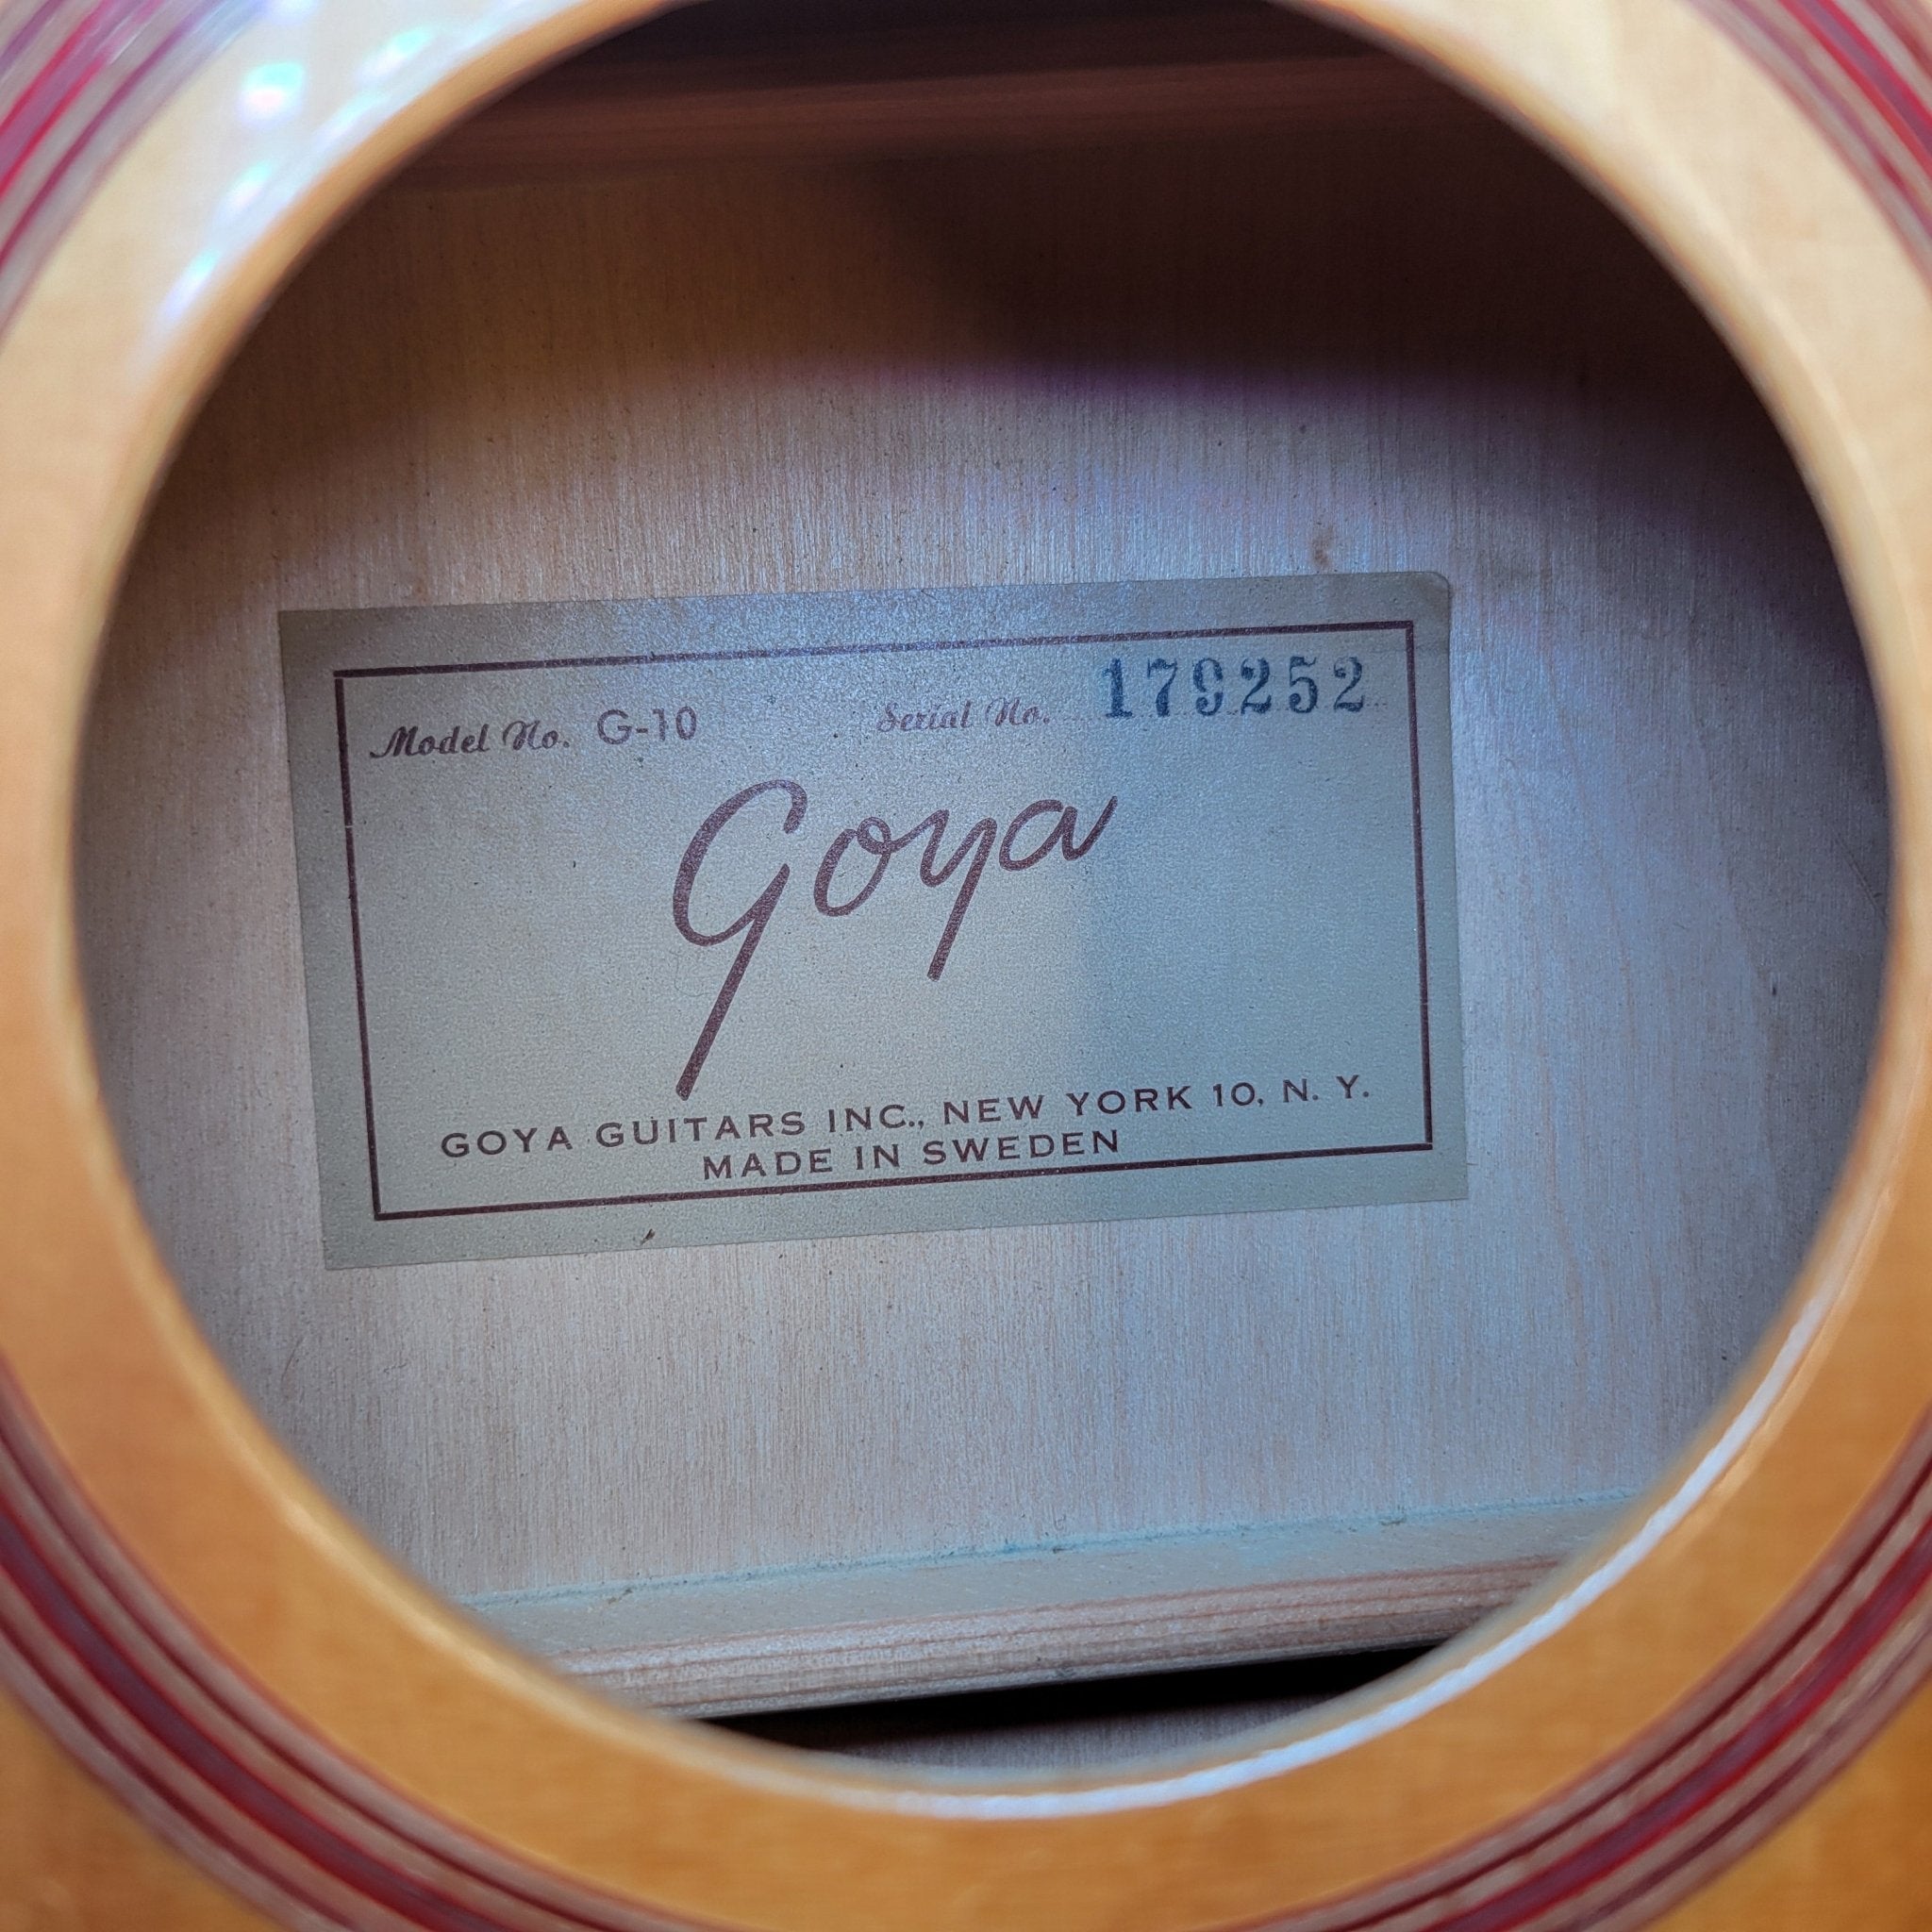 Model No. G-10 Serial No. 179252
Goya
GOYA GUITARS INC., NEW YORK 10, N. Y.
MADE IN SWEDEN